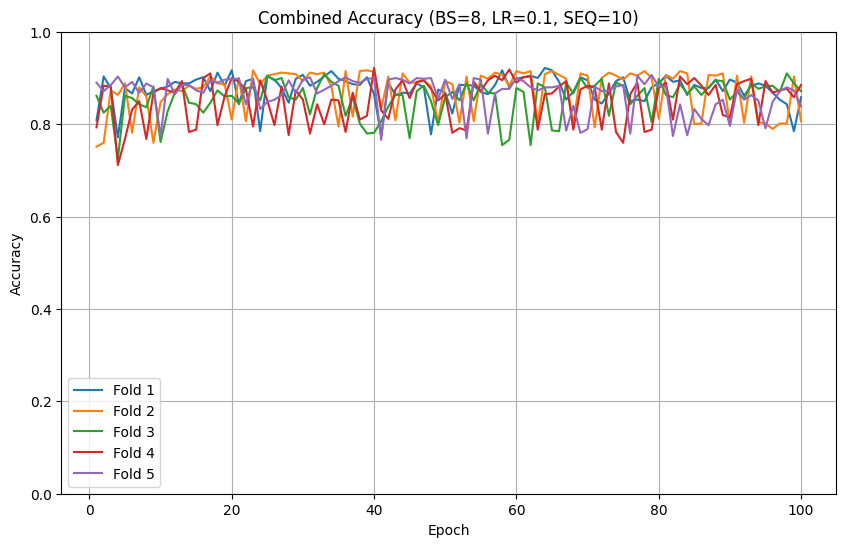 Combined Accuracy (BS=8, LR=0.1, SEQ=10)
1.0
0.8
0.6
0.4
0.2
0.0
Accuracy
Fold 1
Fold 2
Fold 3
Fold 4
Fold 5
0 20 40 60 80 100
Epoch